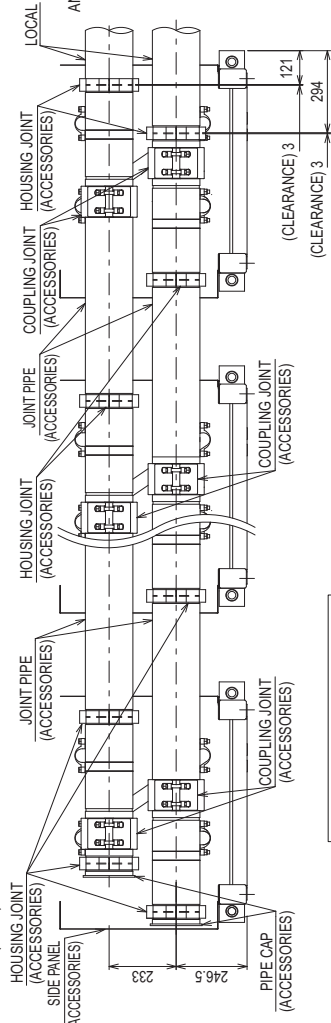 HOUSING JOINT
(ACCESSORIES)
SIDE PANEL
ACCESSORIES)
JOINT PIPE
(ACCESSORIES)
HOUSING JOINT
(ACCESSORIES)
JOINT PIPE
(ACCESSORIES)
COUPLING JOINT
(ACCESSORIES)
HOUSING JOINT
(ACCESSORIES)
LOCAL
233
246.5
PIPE CAP
(ACCESSORIES)
COUPLING JOINT
(ACCESSORIES)
COUPLING JOINT
(ACCESSORIES)
121
(CLEARANCE) 3
294
(CLEARANCE) 3